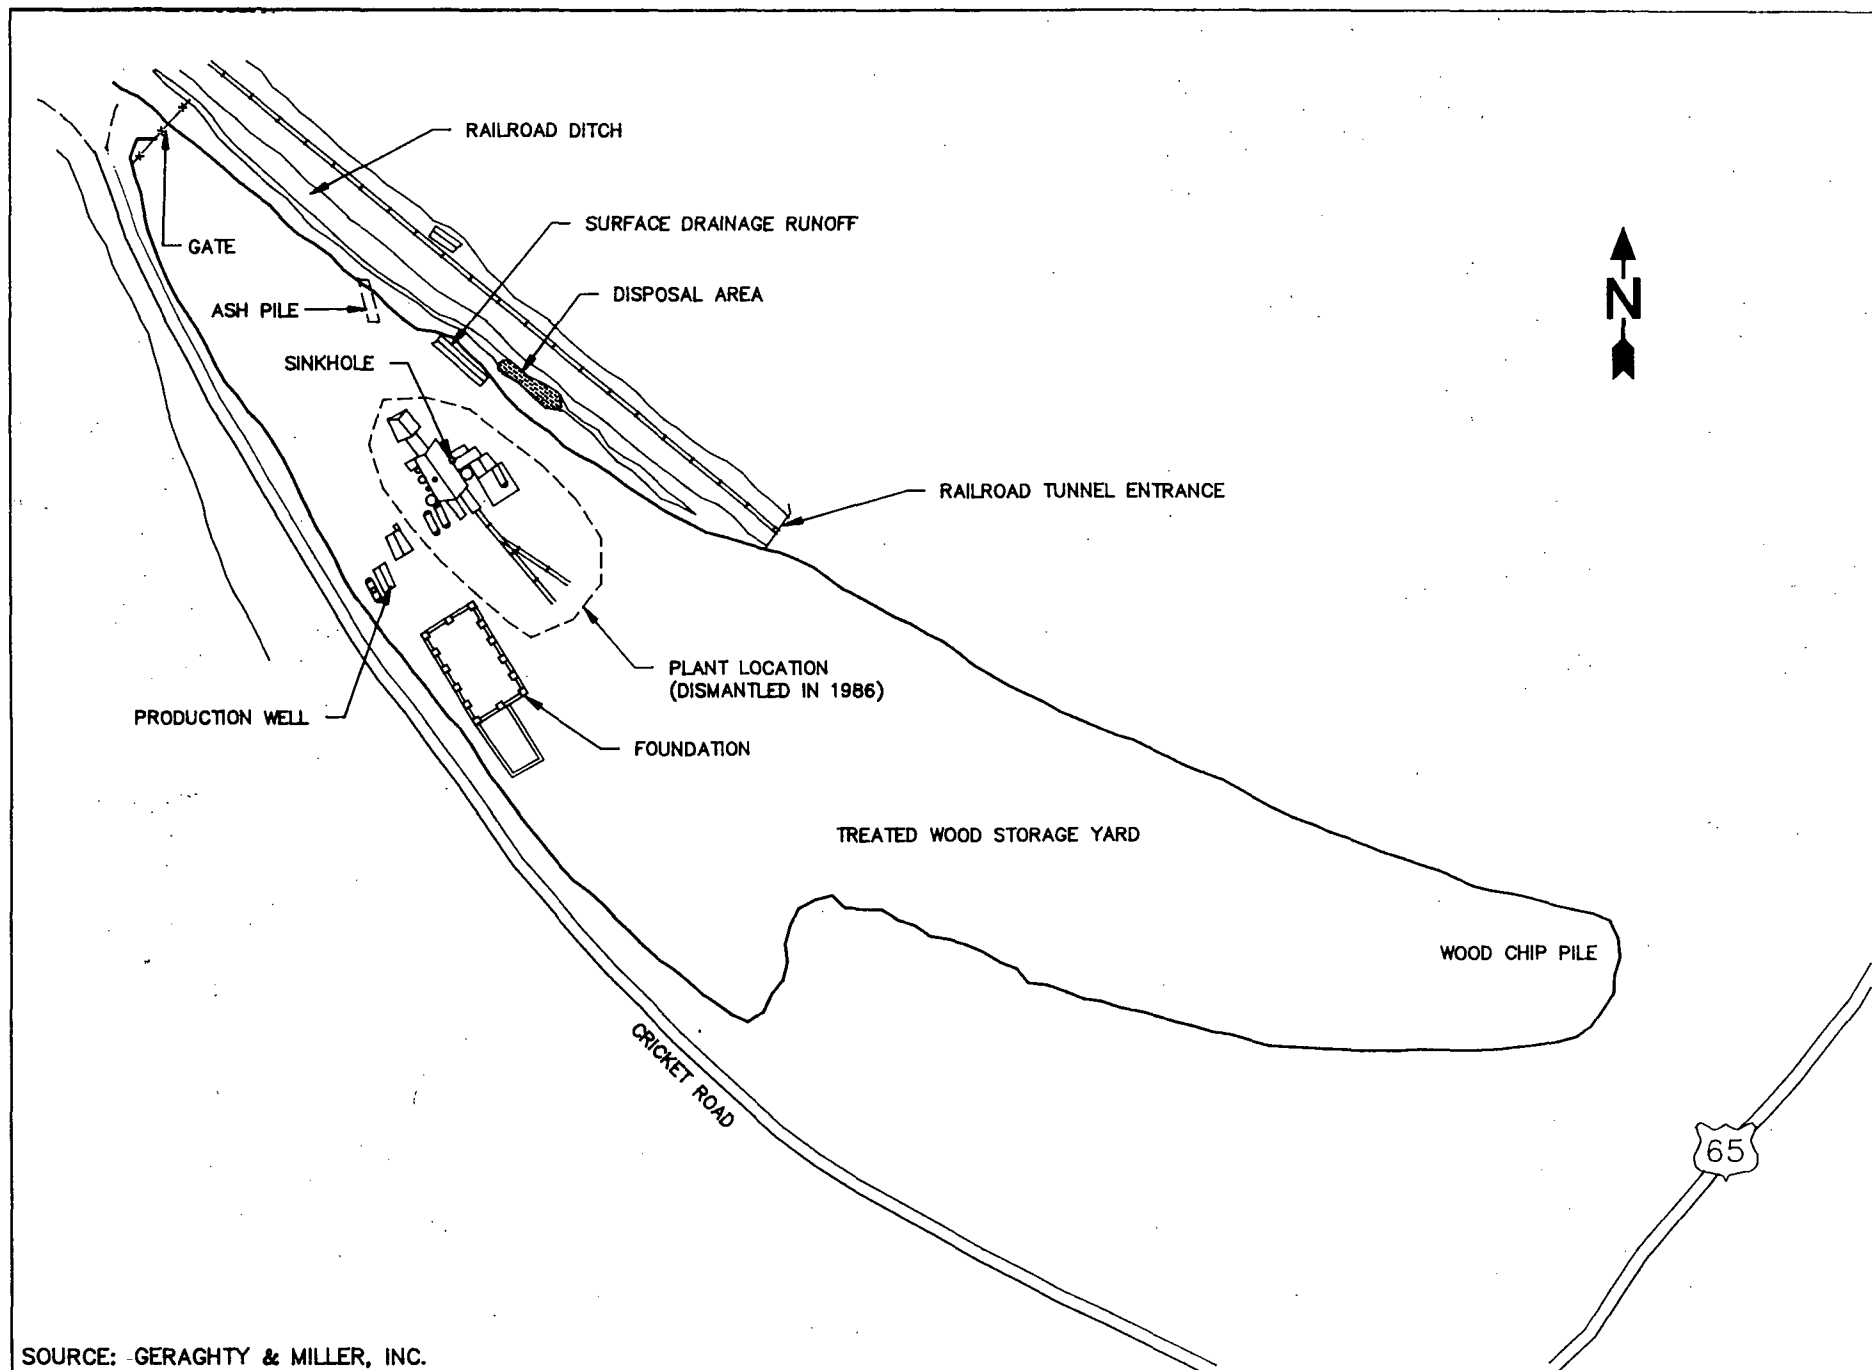 RAILROAD DITCH
SURFACE DRAINAGE RUNOFF
GATE
DISPOSAL AREA
ASH PILE
N
SINKHOLE
RAILROAD TUNNEL ENTRANCE
PLANT LOCATION
(DISMANTLED IN 1986)
PRODUCTION WELL
FOUNDATION
TREATED WOOD STORAGE YARD
WOOD CHIP PILE
CRICKET ROAD
65
SOURCE: GERAGHTY & MILLER, INC.